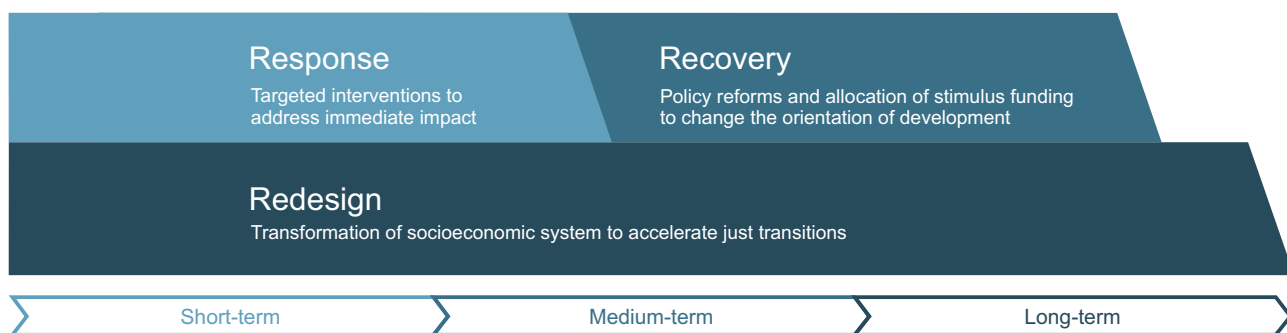 Response
Targeted interventions to
address immediate impact
Recovery
Policy reforms and allocation of stimulus funding
to change the orientation of development
Redesign
Transformation of socioeconomic system to accelerate just transitions
Short-term
Medium-term
Long-term